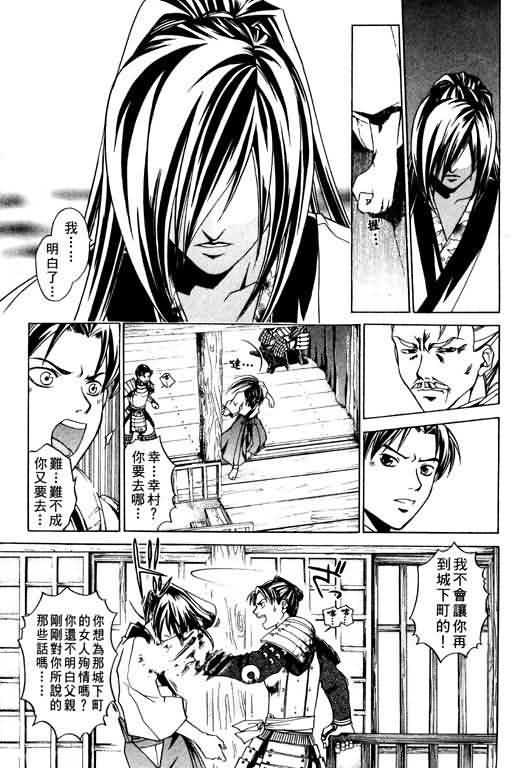 握…
我……
明白了…
進…
幸…幸村?
你要去哪…
難…難不成
你又要去…
我不會讓你再
到城下町的!
你想為那城下町
的女人殉情嗎?
你還不明白父親
剛剛對你所說的
那些話嗎……